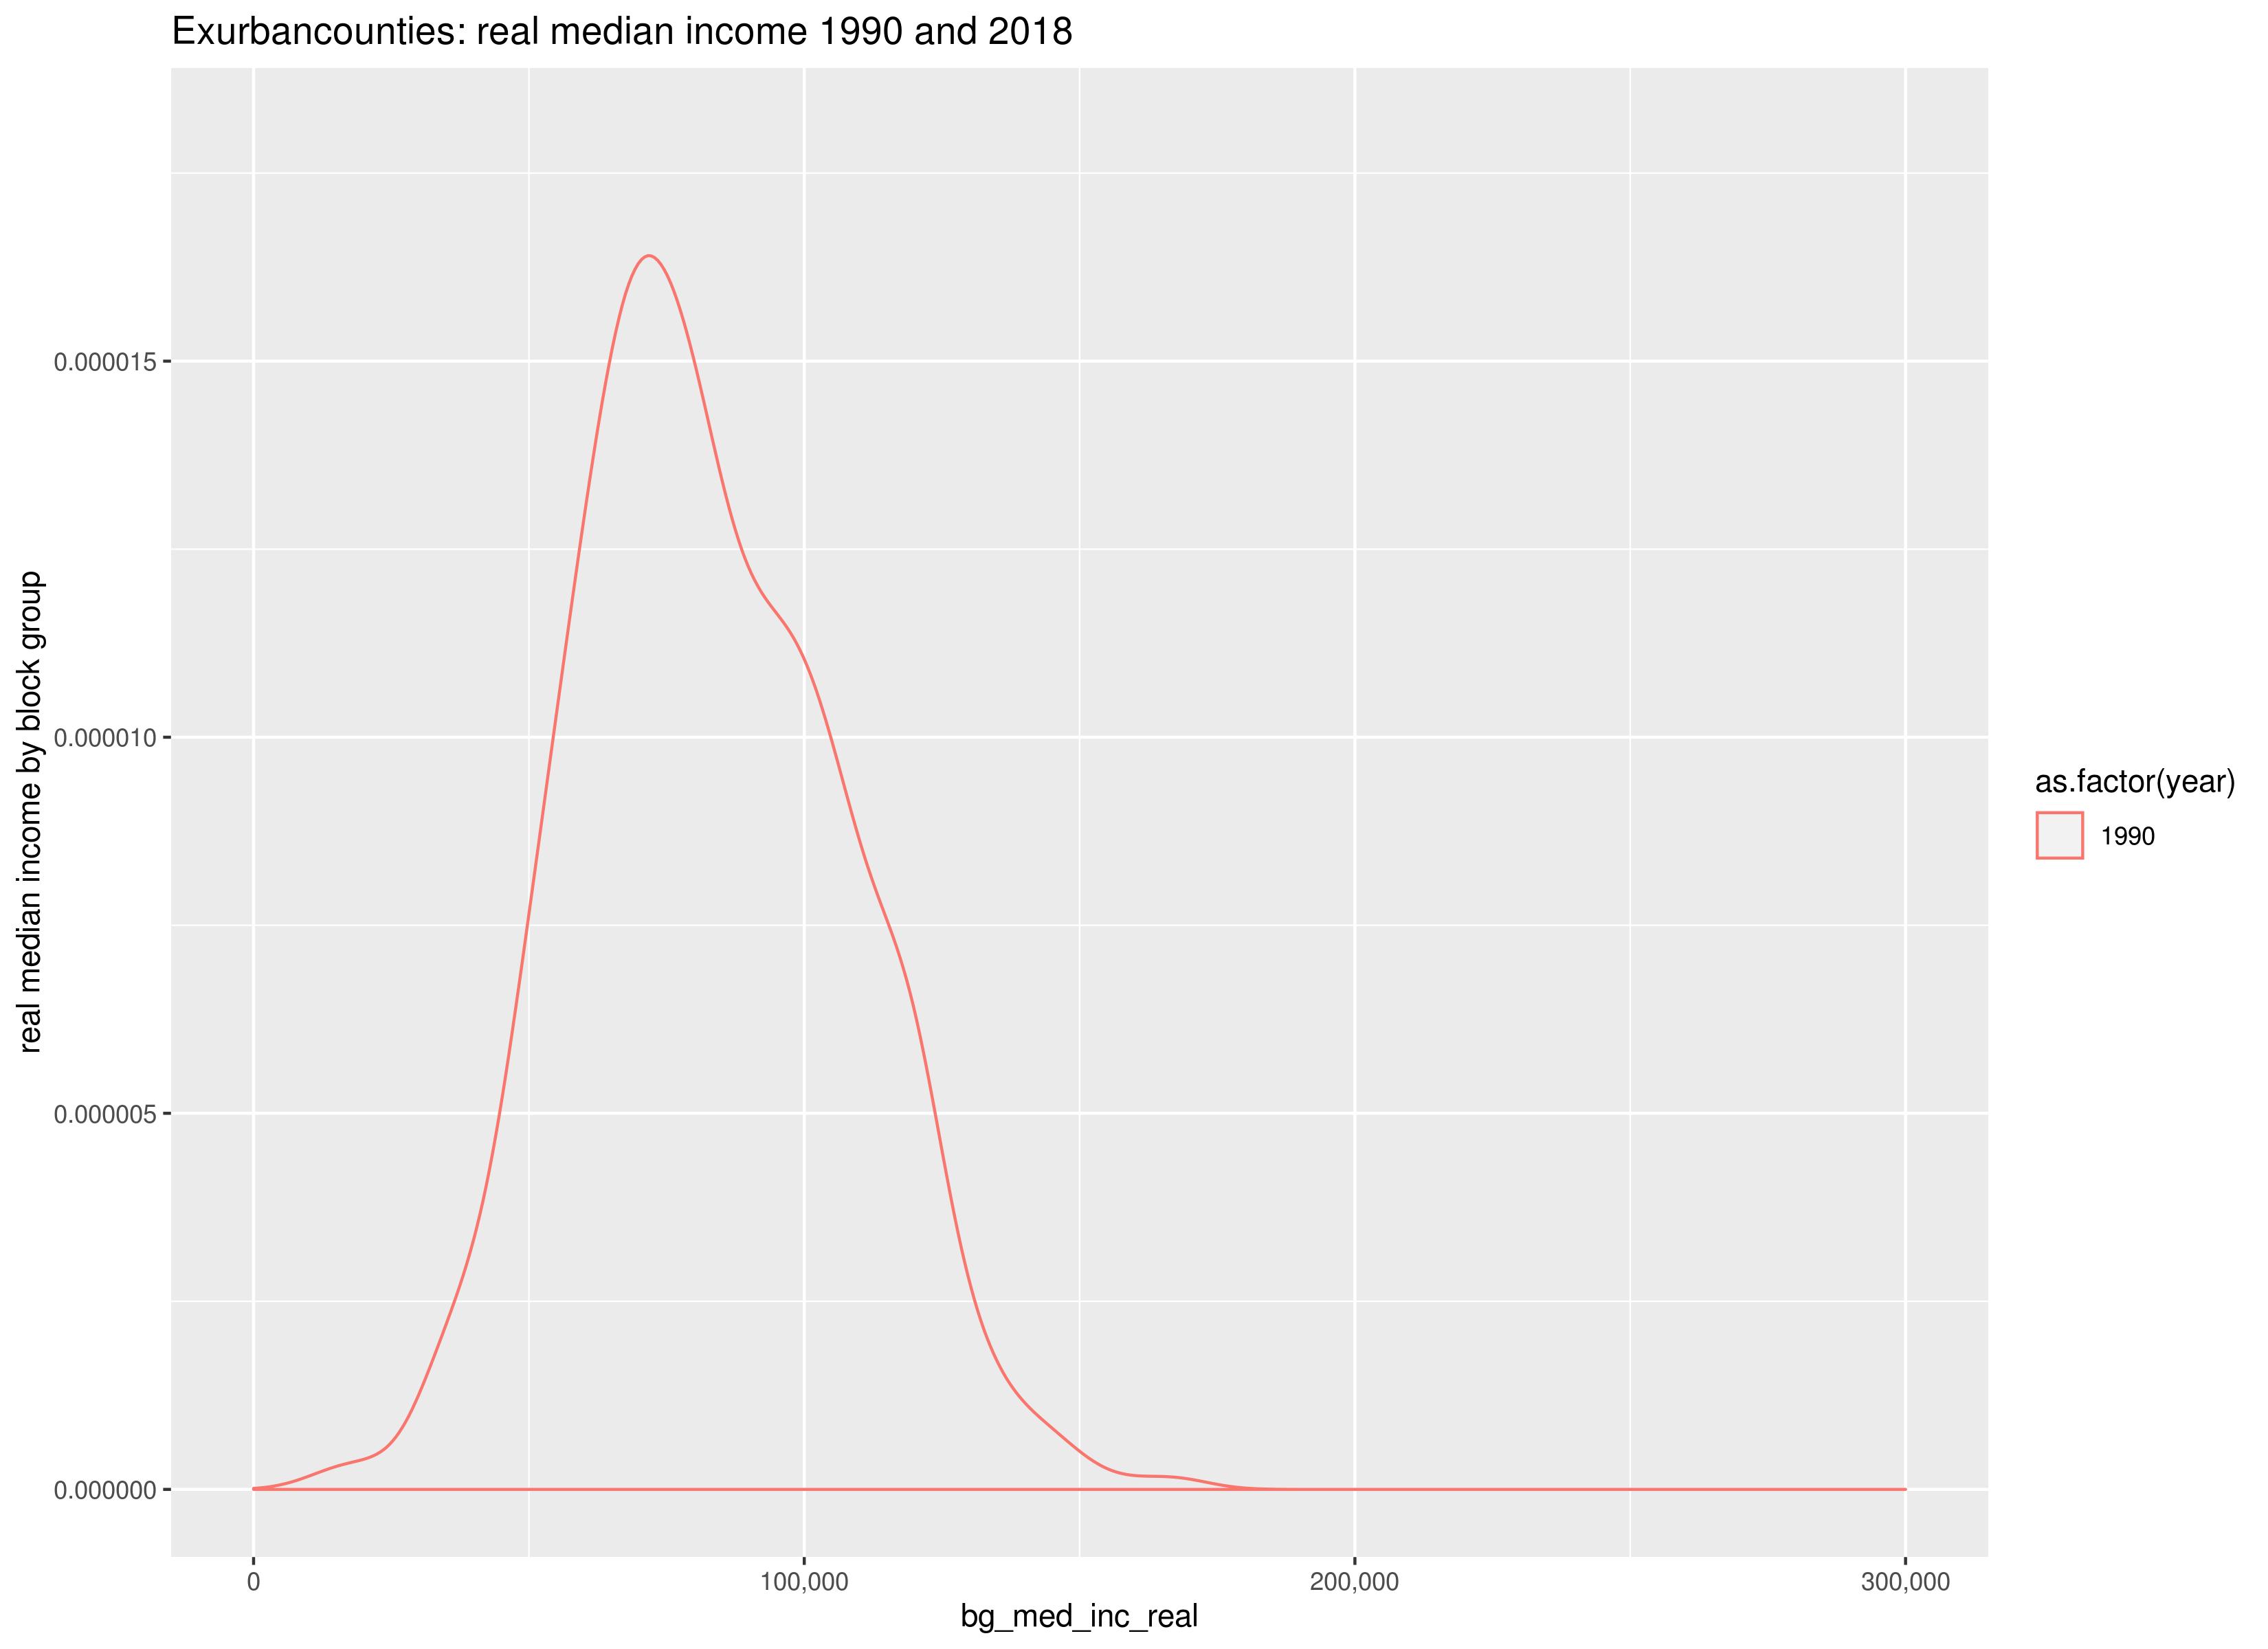 Exurbancounties: real median income 1990 and 2018
real median income by block group
0.000015
0.000010
0.000005
0.000000
0
100,000
200,000
300,000
bg_med_inc_real
as.factor(year)
1990